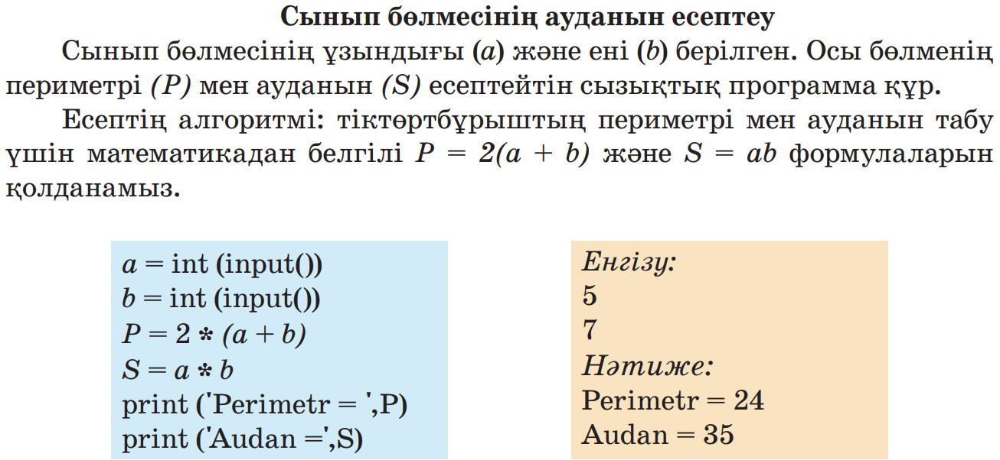 Сынып бөлмесінің ауданын есептеу
Сынып бөлмесінің ұзындығы (a) және ені (b) берілген. Осы бөлменің
периметрі (P) мен ауданын (S) есептейтін сызықтық программа құр.
Есептің алгоритмі: тіктөртбұрыштың периметрі мен ауданын табу
үшін математикадан белгілі P = 2(a + b) және S = ab формулаларын
қолданамыз.
a = int (input())
b = int (input())
P = 2 * (a + b)
S = a * b
print ('Perimetr = ',P)
print ('Audan =',S)
Енгізу:
5
7
Нәтиже:
Perimetr = 24
Audan = 35